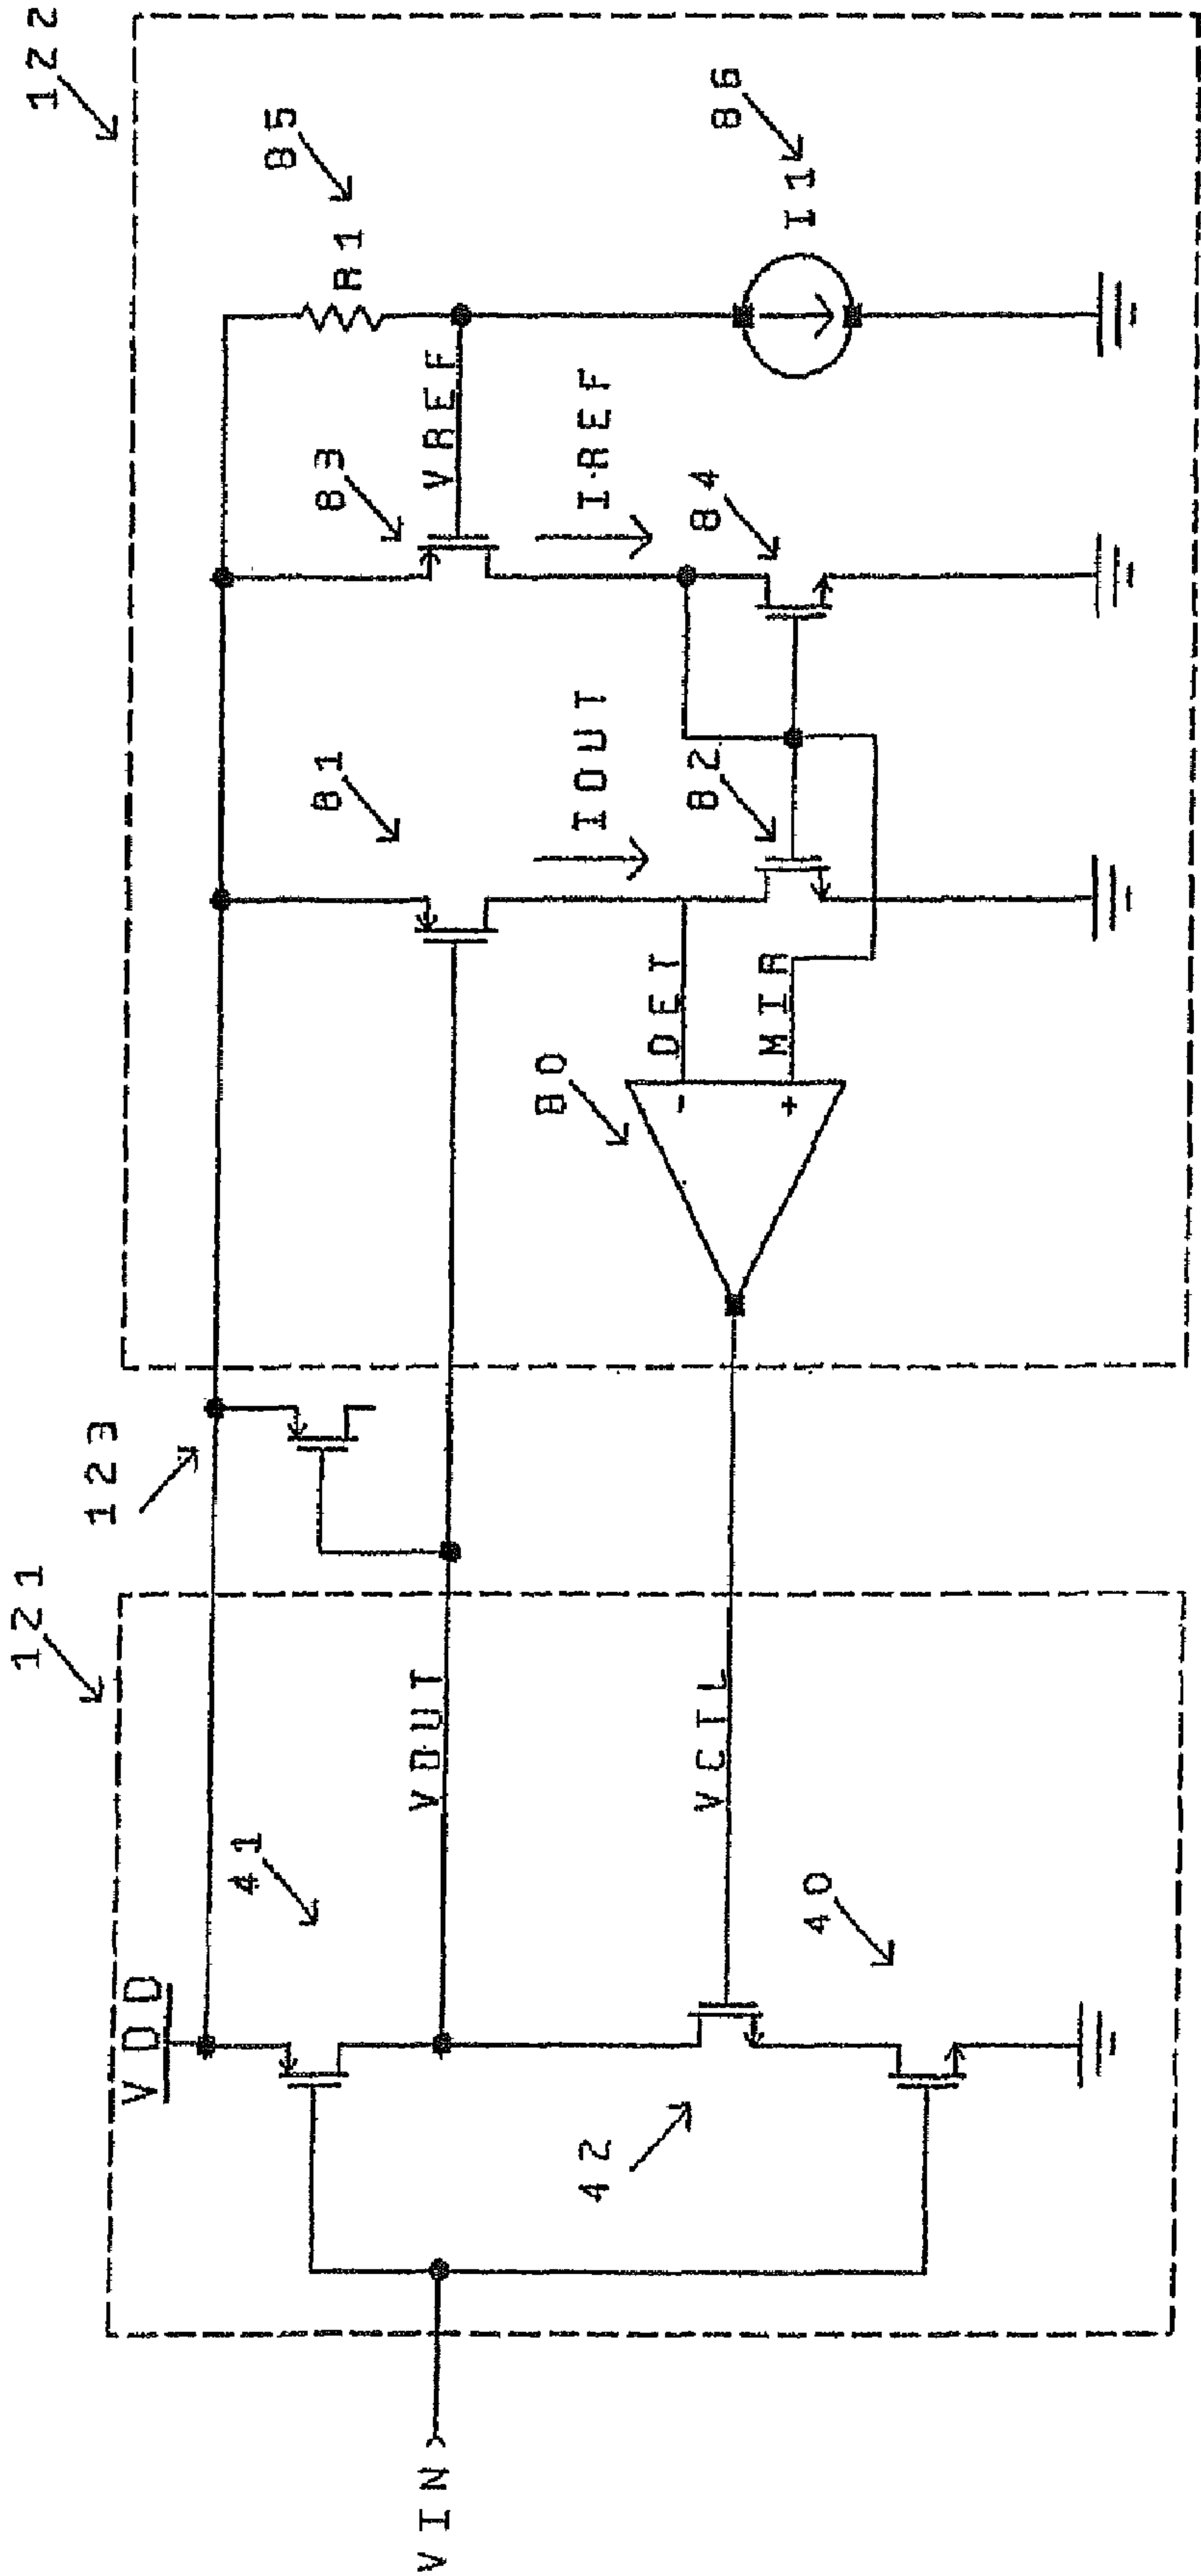 121
122
123
VDD
41
85
81
83
R1
VIN
VOUT
VREF
80
42
IOUT
IREF
DET
-
VCTL
82
84
86
MIR
+
I1
40